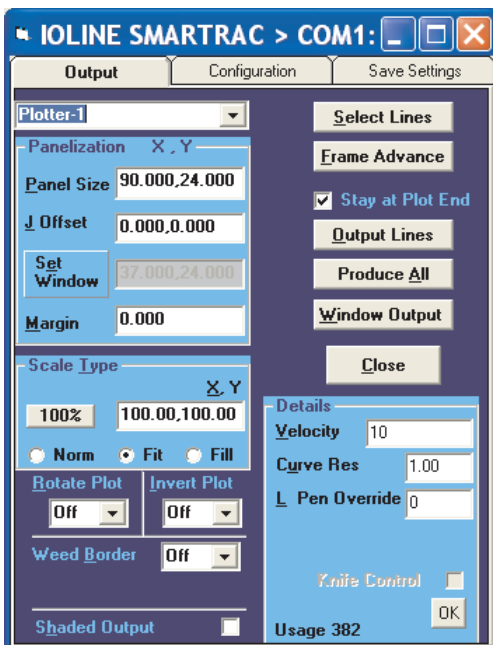 IOLINE SMARTRAC > COM1:
Output Configuration Save Settings
Plotter-1
Panelization X , Y
Panel Size 90.000,24.000
J Offset 0.000,0.000
Set Window 37.000,24.000
Margin 0.000
Select Lines
Frame Advance
Stay at Plot End
Output Lines
Produce All
Window Output
Close
Scale Type
X, Y
100% 100.00,100.00
Norm Fit Fill
Rotate Plot Invert Plot
Off Off
Weed Border Off
Shaded Output
Details
Velocity 10
Curve Res 1.00
L Pen Override 0
Knife Control
OK
Usage 382